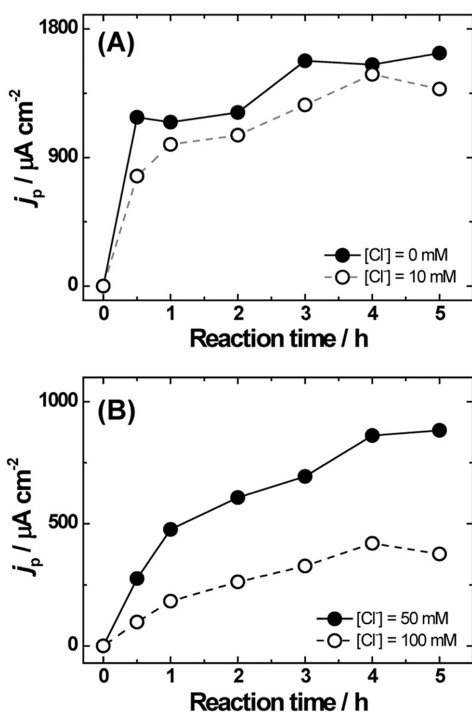 (A)
1800
900
0
j_p / μA cm⁻²
[Cl⁻] = 0 mM
[Cl⁻] = 10 mM
0 1 2 3 4 5
Reaction time / h
(B)
1000
500
0
j_p / μA cm⁻²
[Cl⁻] = 50 mM
[Cl⁻] = 100 mM
0 1 2 3 4 5
Reaction time / h